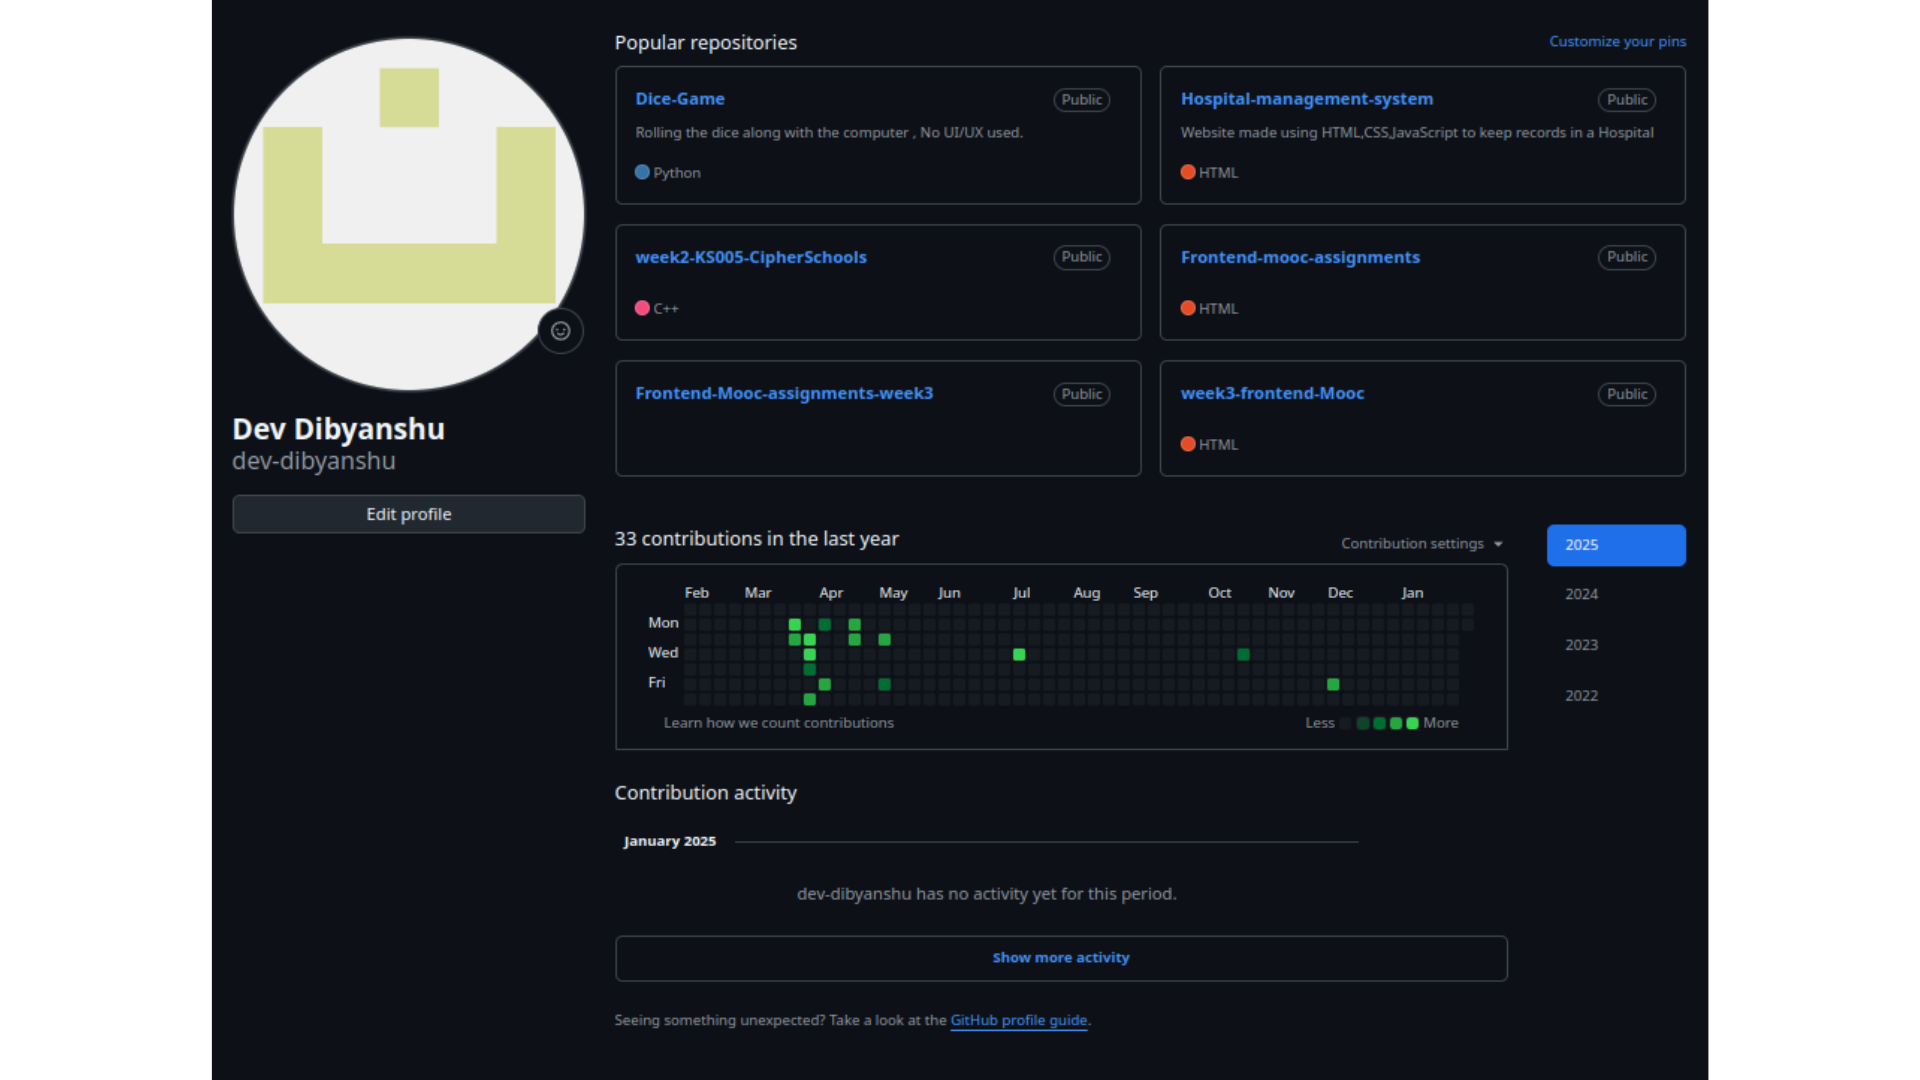 Dev Dibyanshu
dev-dibyanshu
Edit profile
Popular repositories
Customize your pins
Dice-Game
Public
Rolling the dice along with the computer , No UI/UX used.
Python
Hospital-management-system
Public
Website made using HTML,CSS,JavaScript to keep records in a Hospital
HTML
week2-KS005-CipherSchools
Public
C++
Frontend-mooc-assignments
Public
HTML
Frontend-Mooc-assignments-week3
Public
week3-frontend-Mooc
Public
HTML
33 contributions in the last year
Contribution settings
Feb Mar Apr May Jun Jul Aug Sep Oct Nov Dec Jan
Mon
Wed
Fri
Learn how we count contributions
Less More
2025
2024
2023
2022
Contribution activity
January 2025
dev-dibyanshu has no activity yet for this period.
Show more activity
Seeing something unexpected? Take a look at the GitHub profile guide.